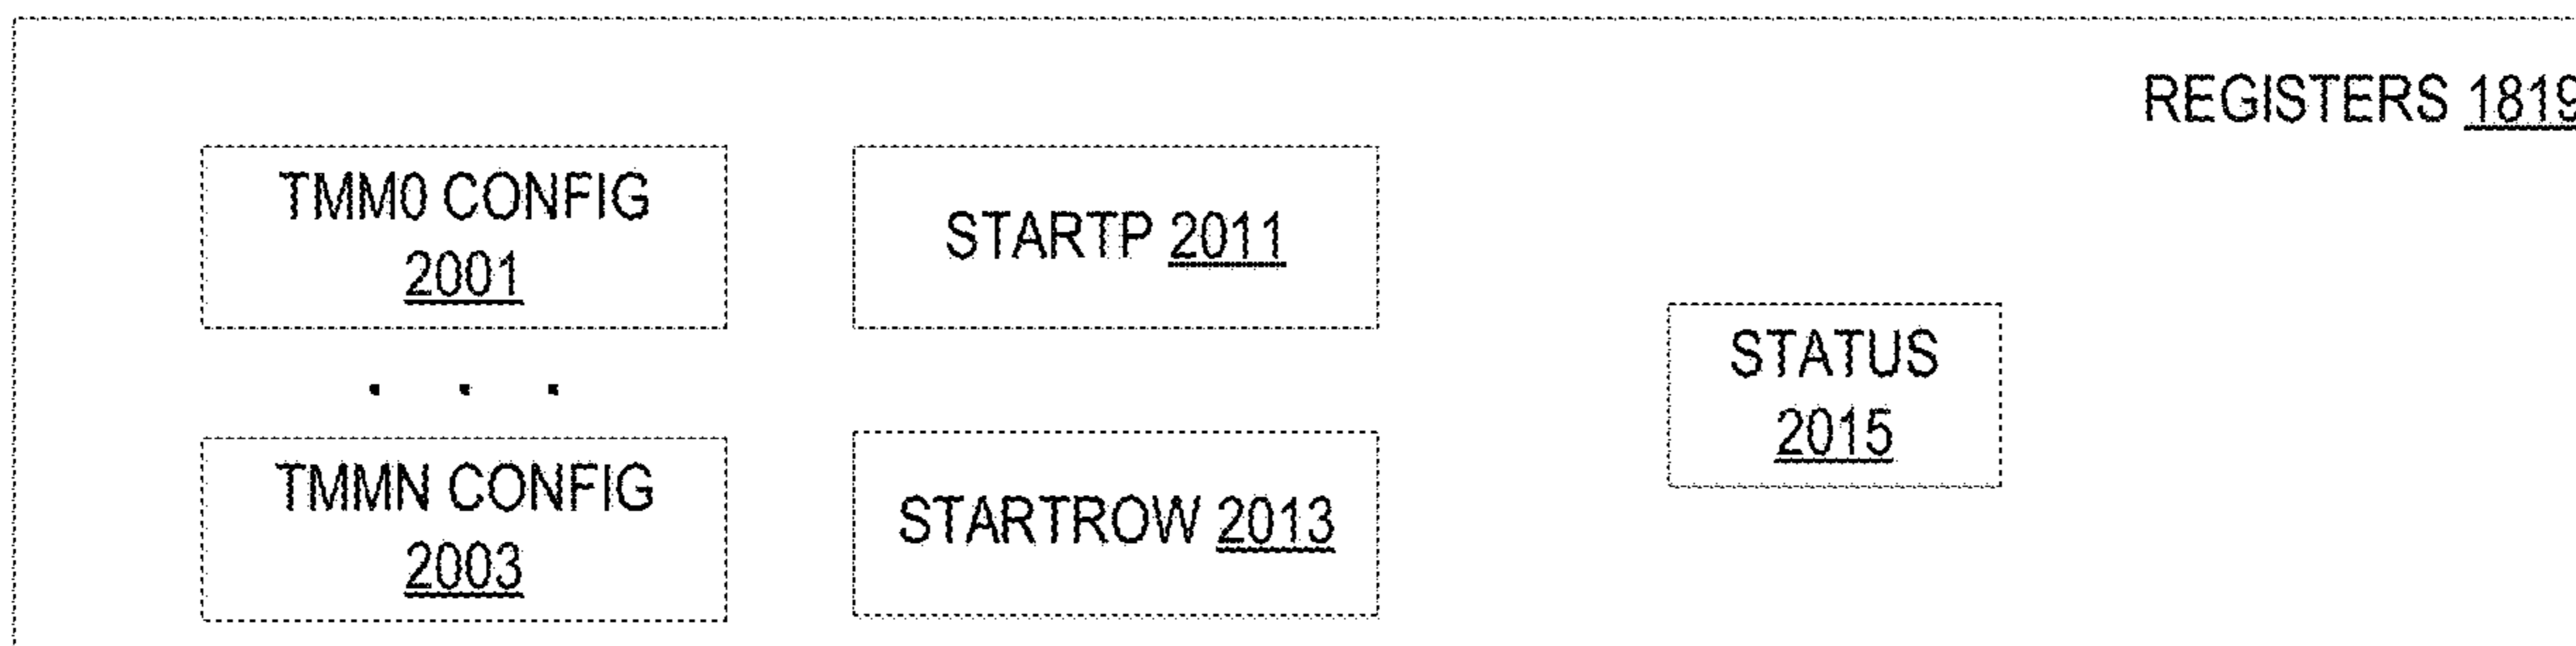 REGISTERS 1819
TMM0 CONFIG
2001
STARTP 2011
. . .
TMMN CONFIG
2003
STARTROW 2013
STATUS
2015